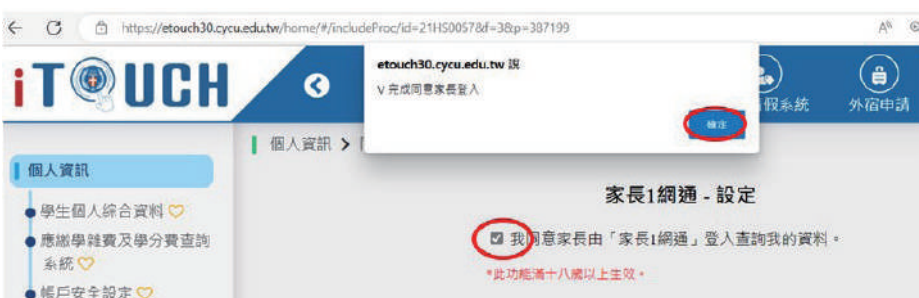 https://etouch30.cycu.edu.tw/home/#/includeProc/id=21HS0057&f=3&p=387199
iTOUCH
etouch30.cycu.edu.tw 說
V 完成同意家長登入
確定
假系統
外宿申請
個人資訊 >
個人資訊
學生個人綜合資料
應繳學雜費及學分費查詢
系統
帳戶安全設定
家長1網通 - 設定
我同意家長由「家長1網通」登入查詢我的資料。
*此功能滿十八歲以上生效。